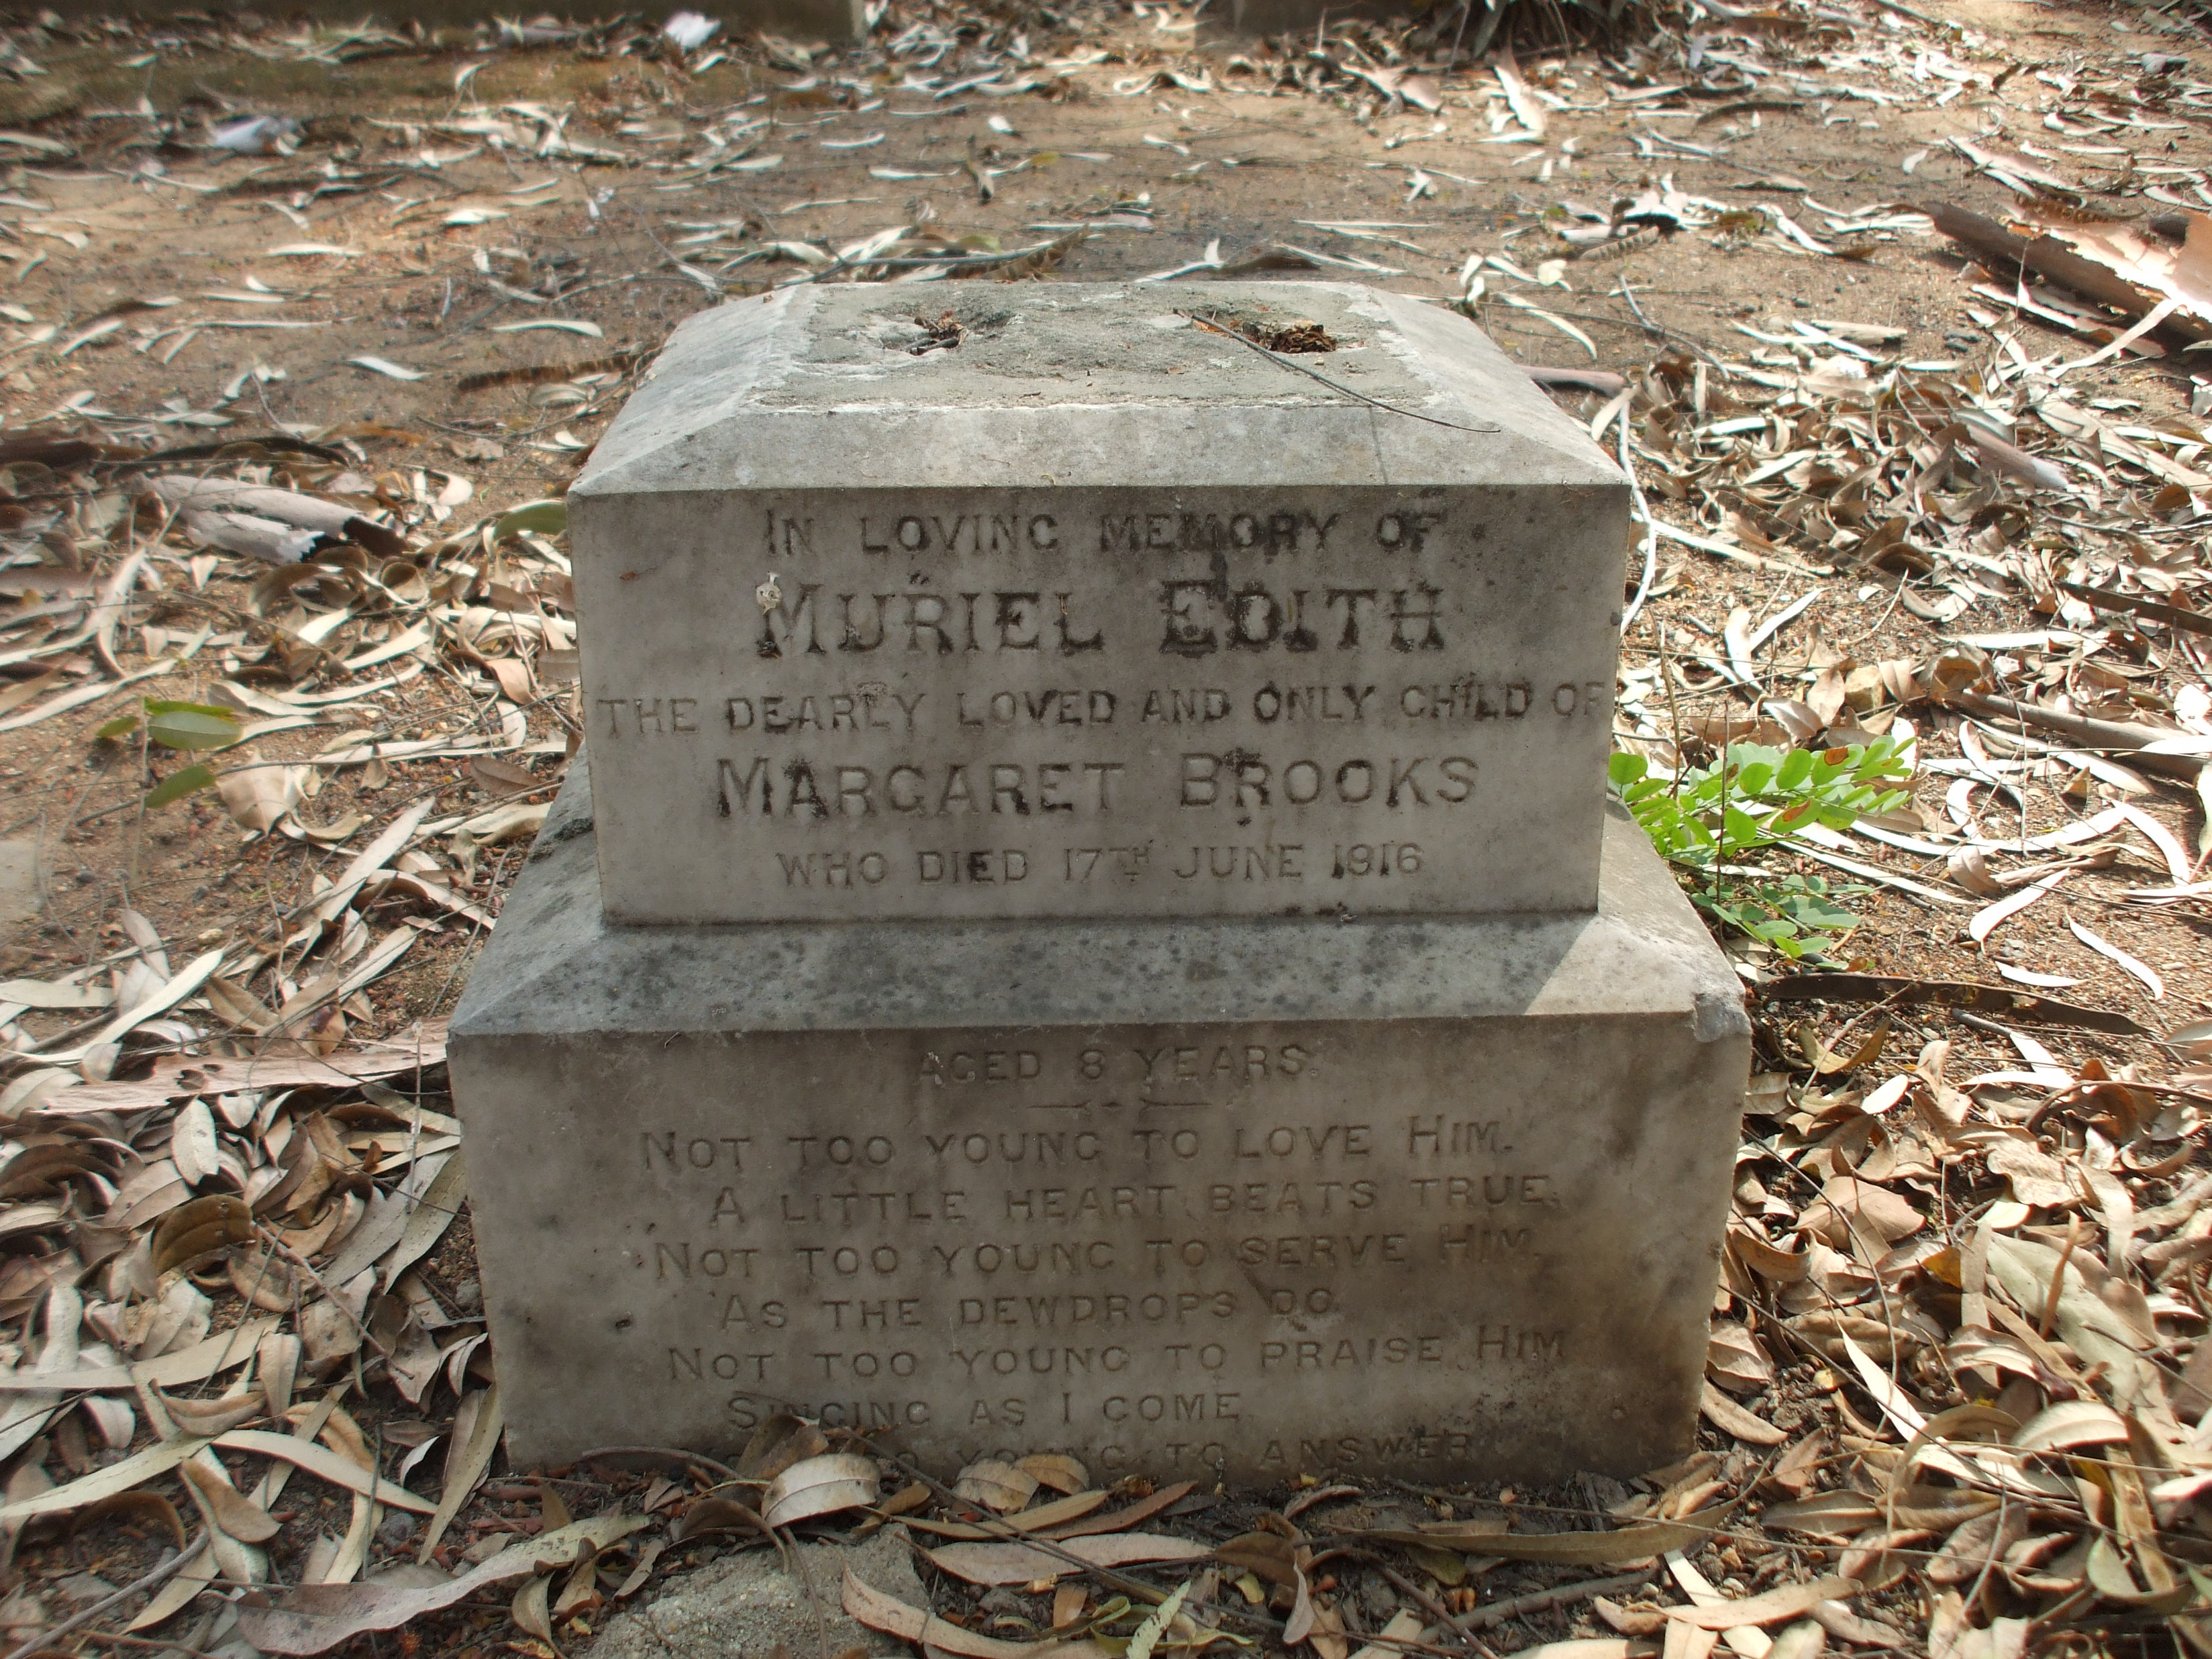 IN LOVING MEMORY OF
MURIEL EDITH
THE DEARLY LOVED AND ONLY CHILD OF
MARGARET BROOKS
WHO DIED 17TH JUNE 1916
AGED 8 YEARS.
NOT TOO YOUNG TO LOVE HIM.
A LITTLE HEART BEATS TRUE.
NOT TOO YOUNG TO SERVE HIM,
AS THE DEWDROPS DO.
NOT TOO YOUNG TO PRAISE HIM
SINGING AS I COME
YOUNG TO ANSWER